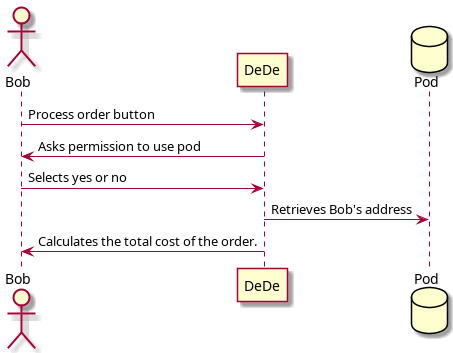 Bob
DeDe
Pod
Process order button
Asks permission to use pod
Selects yes or no
Retrieves Bob's address
Calculates the total cost of the order.
Bob
DeDe
Pod